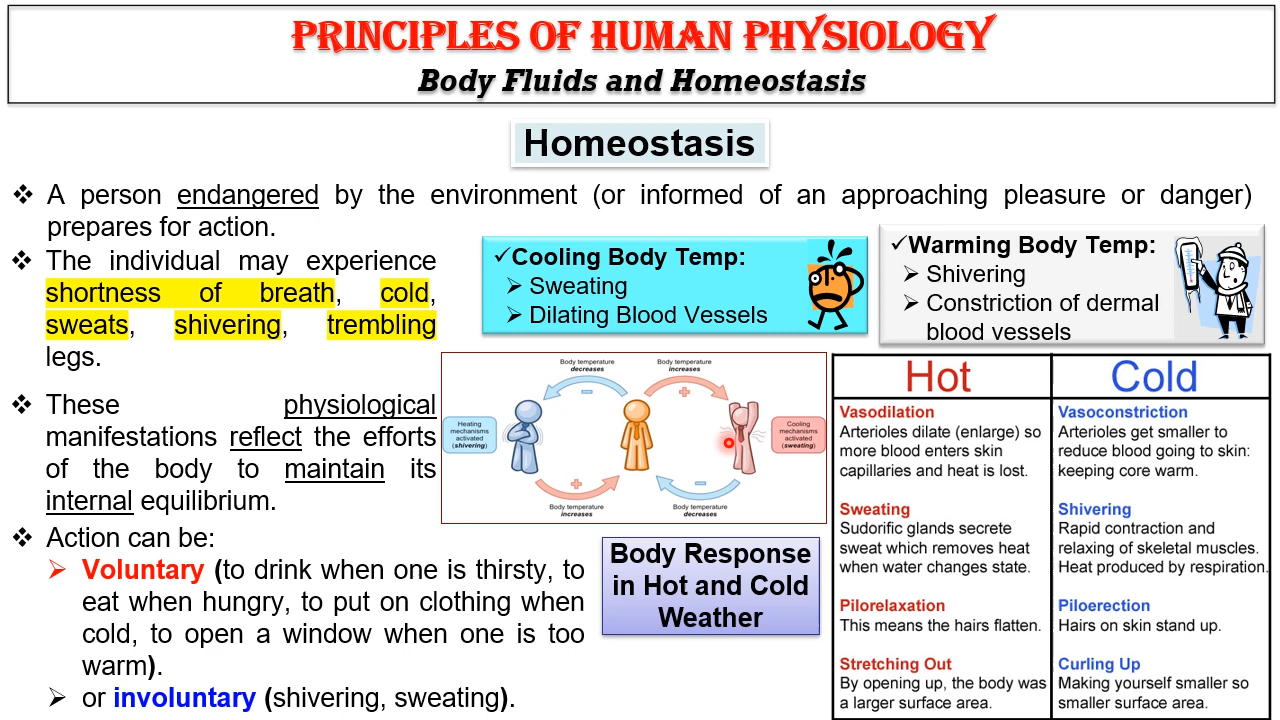 PRINCIPLES OF HUMAN PHYSIOLOGY
Body Fluids and Homeostasis
Homeostasis
❖ A person endangered by the environment (or informed of an approaching pleasure or danger)
prepares for action.
❖ The individual may experience
shortness of breath, cold,
sweats, shivering, trembling
legs.
❖ These physiological
manifestations reflect the efforts
of the body to maintain its
internal equilibrium.
❖ Action can be:
➢ Voluntary (to drink when one is thirsty, to
eat when hungry, to put on clothing when
cold, to open a window when one is too
warm).
➢ or involuntary (shivering, sweating).
✓Cooling Body Temp:
➢ Sweating
➢ Dilating Blood Vessels
✓Warming Body Temp:
➢ Shivering
➢ Constriction of dermal
blood vessels
Body temperature
decreases
Body temperature
increases
Heating
mechanisms
activated
(shivering)
−
+
Cooling
mechanisms
activated
(sweating)
+
−
Body temperature
increases
Body temperature
decreases
Body Response
in Hot and Cold
Weather
Hot
Vasodilation
Arterioles dilate (enlarge) so
more blood enters skin
capillaries and heat is lost.
Sweating
Sudorific glands secrete
sweat which removes heat
when water changes state.
Pilorelaxation
This means the hairs flatten.
Stretching Out
By opening up, the body was
a larger surface area.
Cold
Vasoconstriction
Arterioles get smaller to
reduce blood going to skin:
keeping core warm.
Shivering
Rapid contraction and
relaxing of skeletal muscles.
Heat produced by respiration.
Piloerection
Hairs on skin stand up.
Curling Up
Making yourself smaller so
smaller surface area.